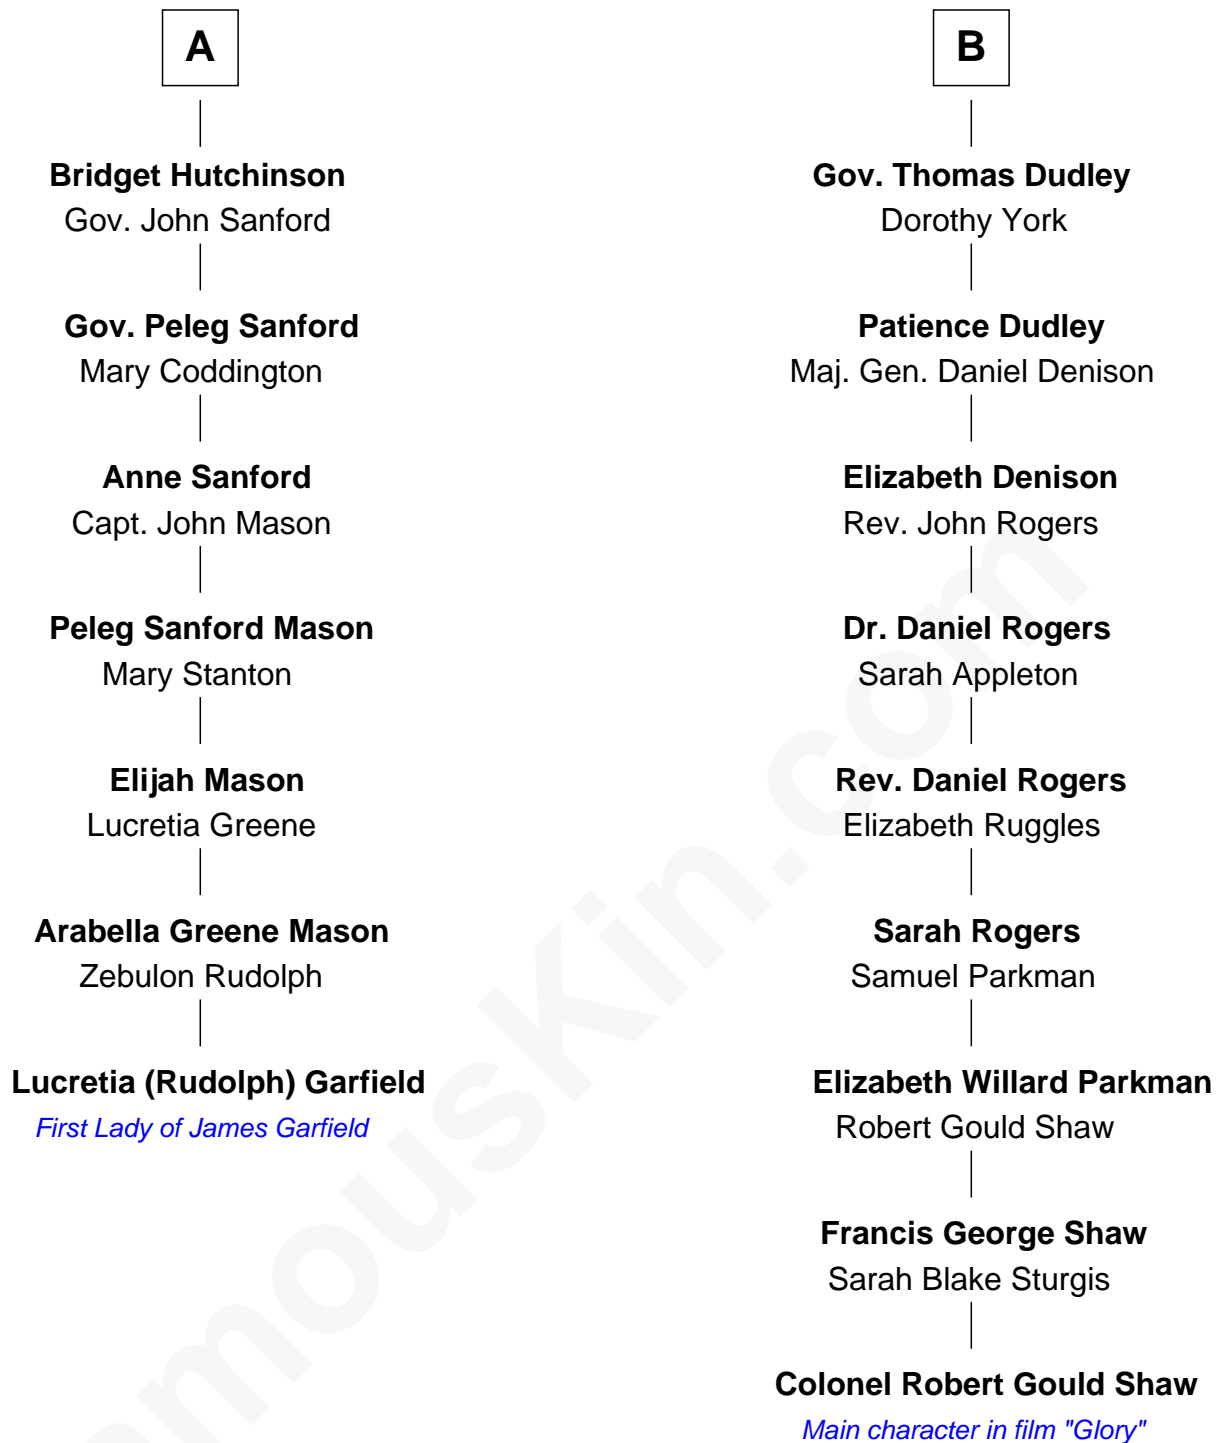 A
Bridget Hutchinson
Gov. John Sanford
Gov. Peleg Sanford
Mary Coddington
Anne Sanford
Capt. John Mason
Peleg Sanford Mason
Mary Stanton
Elijah Mason
Lucretia Greene
Arabella Greene Mason
Zebulon Rudolph
Lucretia (Rudolph) Garfield
First Lady of James Garfield
B
Gov. Thomas Dudley
Dorothy York
Patience Dudley
Maj. Gen. Daniel Denison
Elizabeth Denison
Rev. John Rogers
Dr. Daniel Rogers
Sarah Appleton
Rev. Daniel Rogers
Elizabeth Ruggles
Sarah Rogers
Samuel Parkman
Elizabeth Willard Parkman
Robert Gould Shaw
Francis George Shaw
Sarah Blake Sturgis
Colonel Robert Gould Shaw
Main character in film "Glory"
amousKin.com